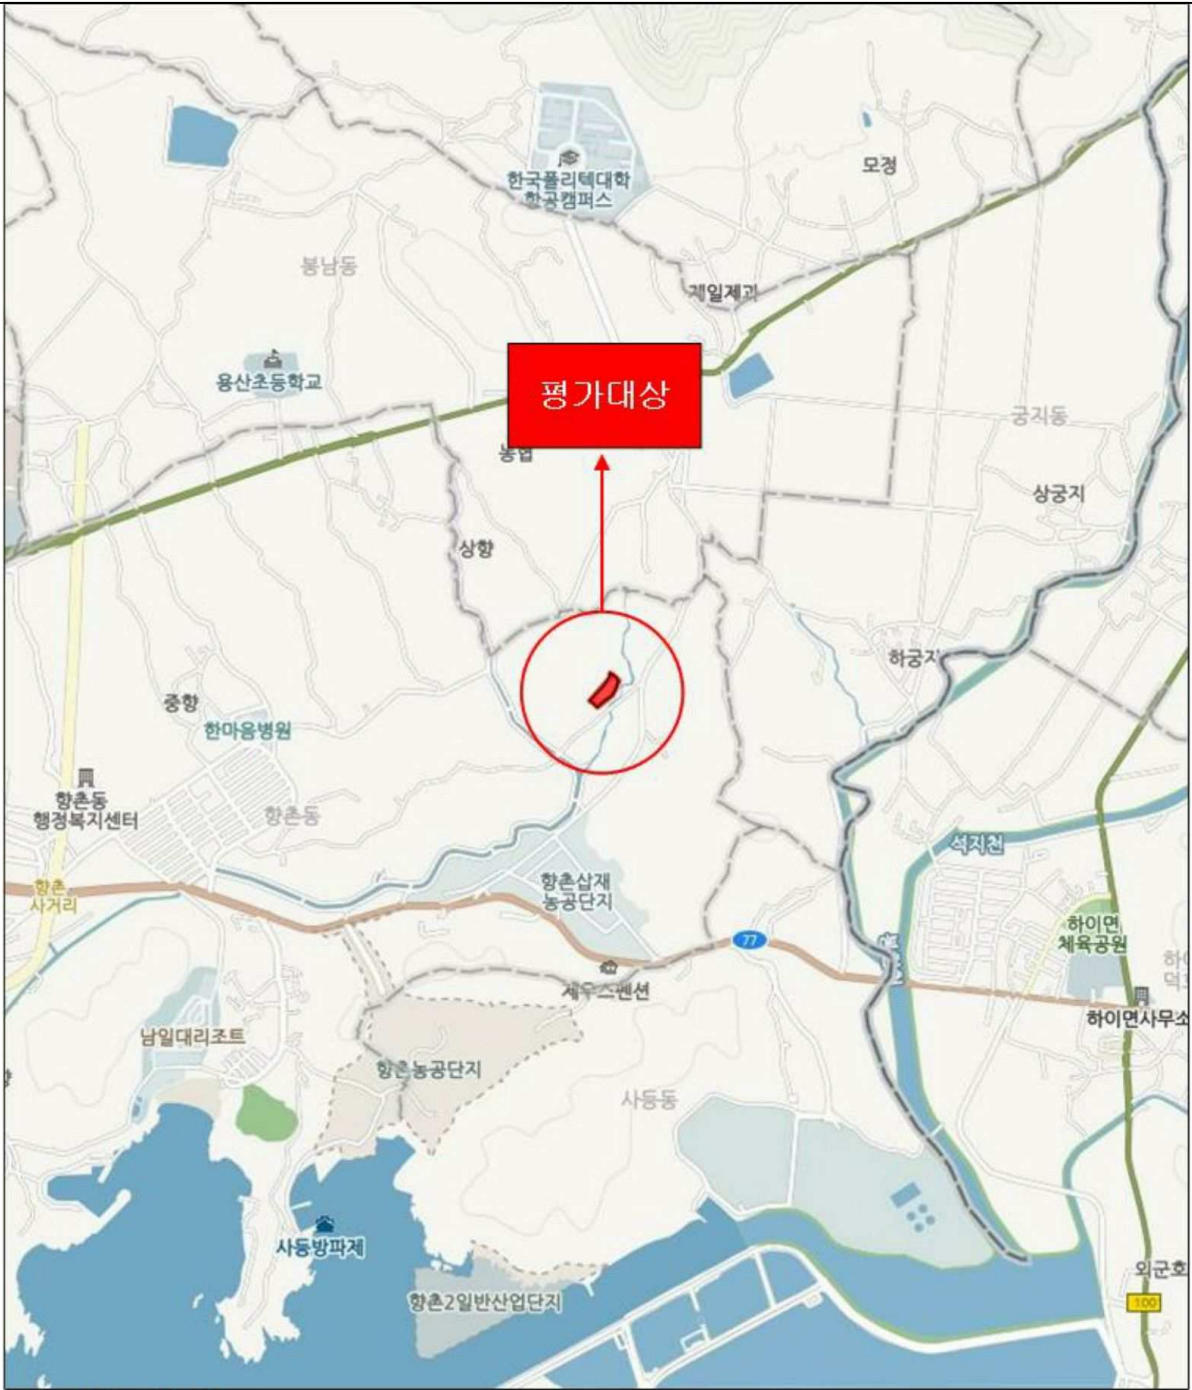 한국폴리텍대학
항공캠퍼스
모정
봉남동
제일제과
용산초등학교
평가대상
궁지동
농협
상궁지
상향
하궁지
중향
한마음병원
향촌동
행정복지센터
향촌동
석지천
향촌
사거리
향촌삽재
농공단지
하이면
체육공원
77
하이
덕호
세우스펜션
하이면사무소
남일대리조트
향촌농공단지
사등동
사등방파제
외군호
향촌2일반산업단지
100